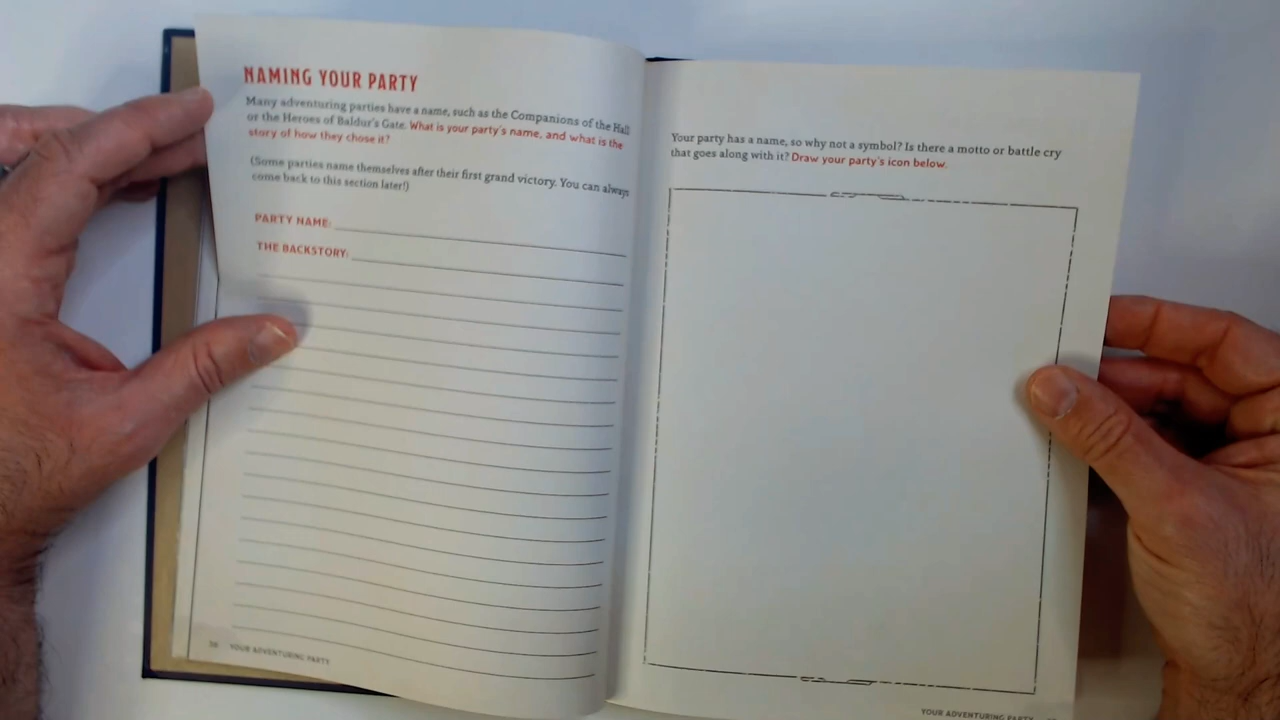 NAMING YOUR PARTY
Many adventuring parties have a name, such as the Companions of the Hall
or the Heroes of Baldur's Gate. What is your party's name, and what is the
story of how they chose it?
(Some parties name themselves after their first grand victory. You can always
come back to this section later!)
PARTY NAME:
THE BACKSTORY:
YOUR ADVENTURING PARTY
Your party has a name, so why not a symbol? Is there a motto or battle cry
that goes along with it? Draw your party's icon below.
YOUR ADVENTURING PARTY